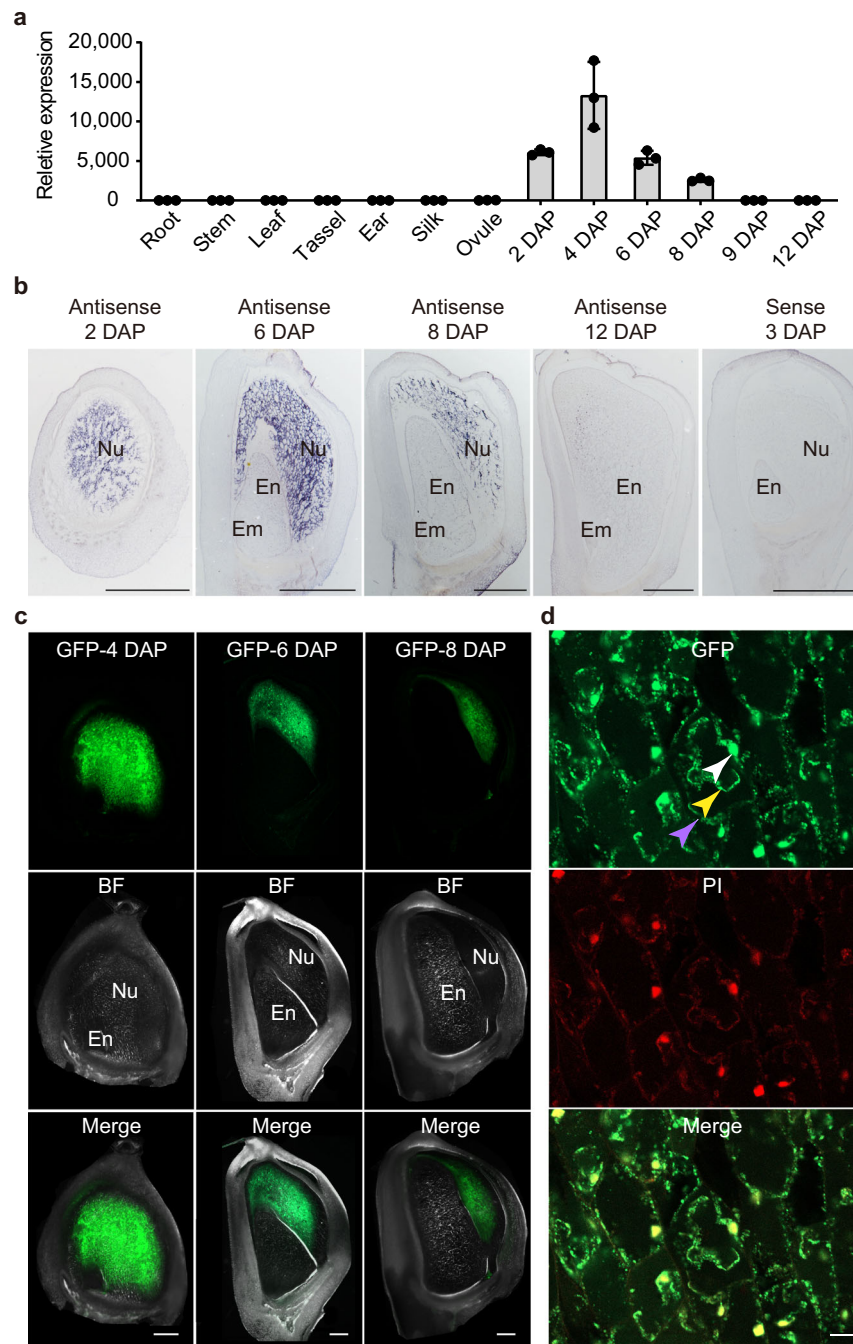 a
Reletive expression
20,000
15,000
10,000
5,000
0
Root
Stem
Leaf
Tassel
Ear
Silk
Ovule
2 DAP
4 DAP
6 DAP
8 DAP
9 DAP
12 DAP
b
Antisense
2 DAP
Antisense
6 DAP
Antisense
8 DAP
Antisense
12 DAP
Sense
3 DAP
Nu
Nu
En
Em
Nu
En
Em
En
Em
Nu
En
c
GFP-4 DAP
GFP-6 DAP
GFP-8 DAP
BF
Nu
En
BF
Nu
En
BF
Nu
En
Merge
Merge
Merge
d
GFP
PI
Merge